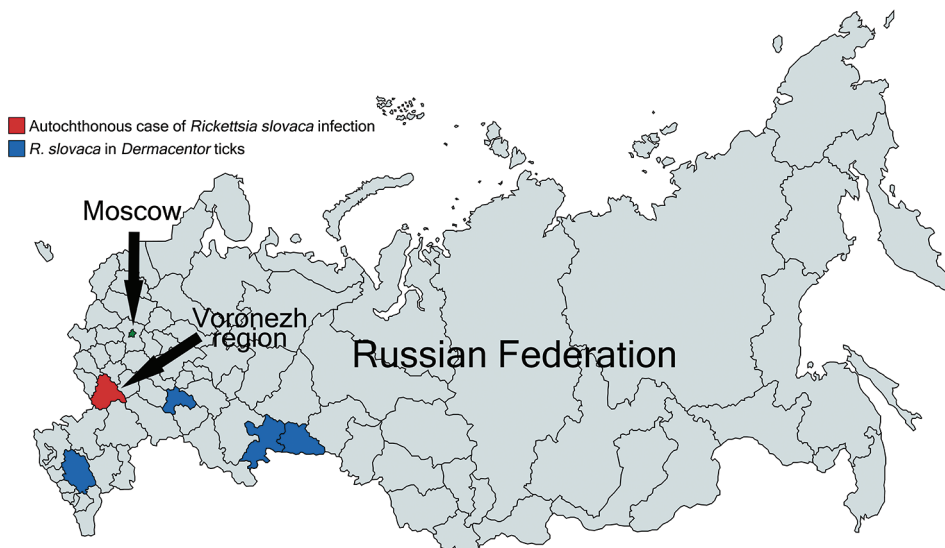 Autochthonous case of Rickettsia slovaca infection
R. slovaca in Dermacentor ticks
Moscow
Voronezh
region
Russian Federation